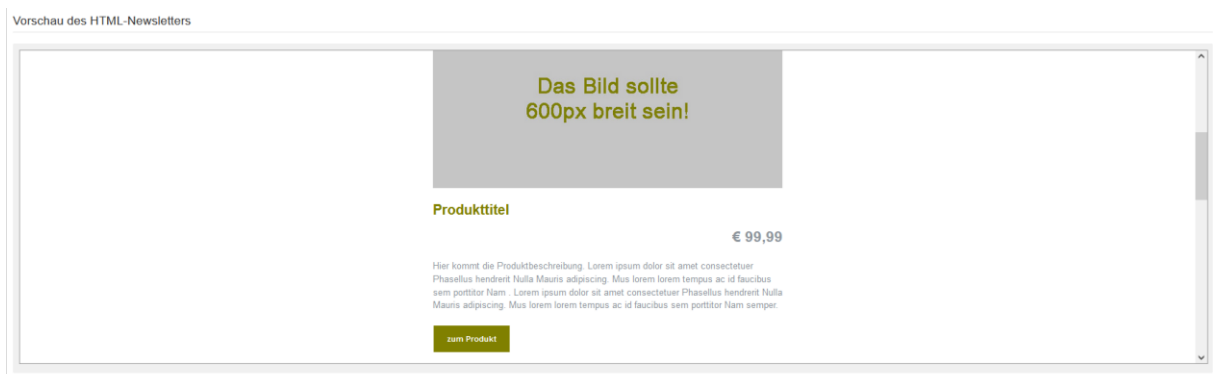 Vorschau des HTML-Newsletters
Das Bild sollte
600px breit sein!
Produkttitel
€ 99,99
Hier kommt die Produktbeschreibung. Lorem ipsum dolor sit amet consectetuer
Phasellus hendrerit Nulla Mauris adipiscing. Mus lorem lorem tempus ac id faucibus
sem porttitor Nam . Lorem ipsum dolor sit amet consectetuer Phasellus hendrerit Nulla
Mauris adipiscing. Mus lorem lorem tempus ac id faucibus sem porttitor Nam semper.
zum Produkt